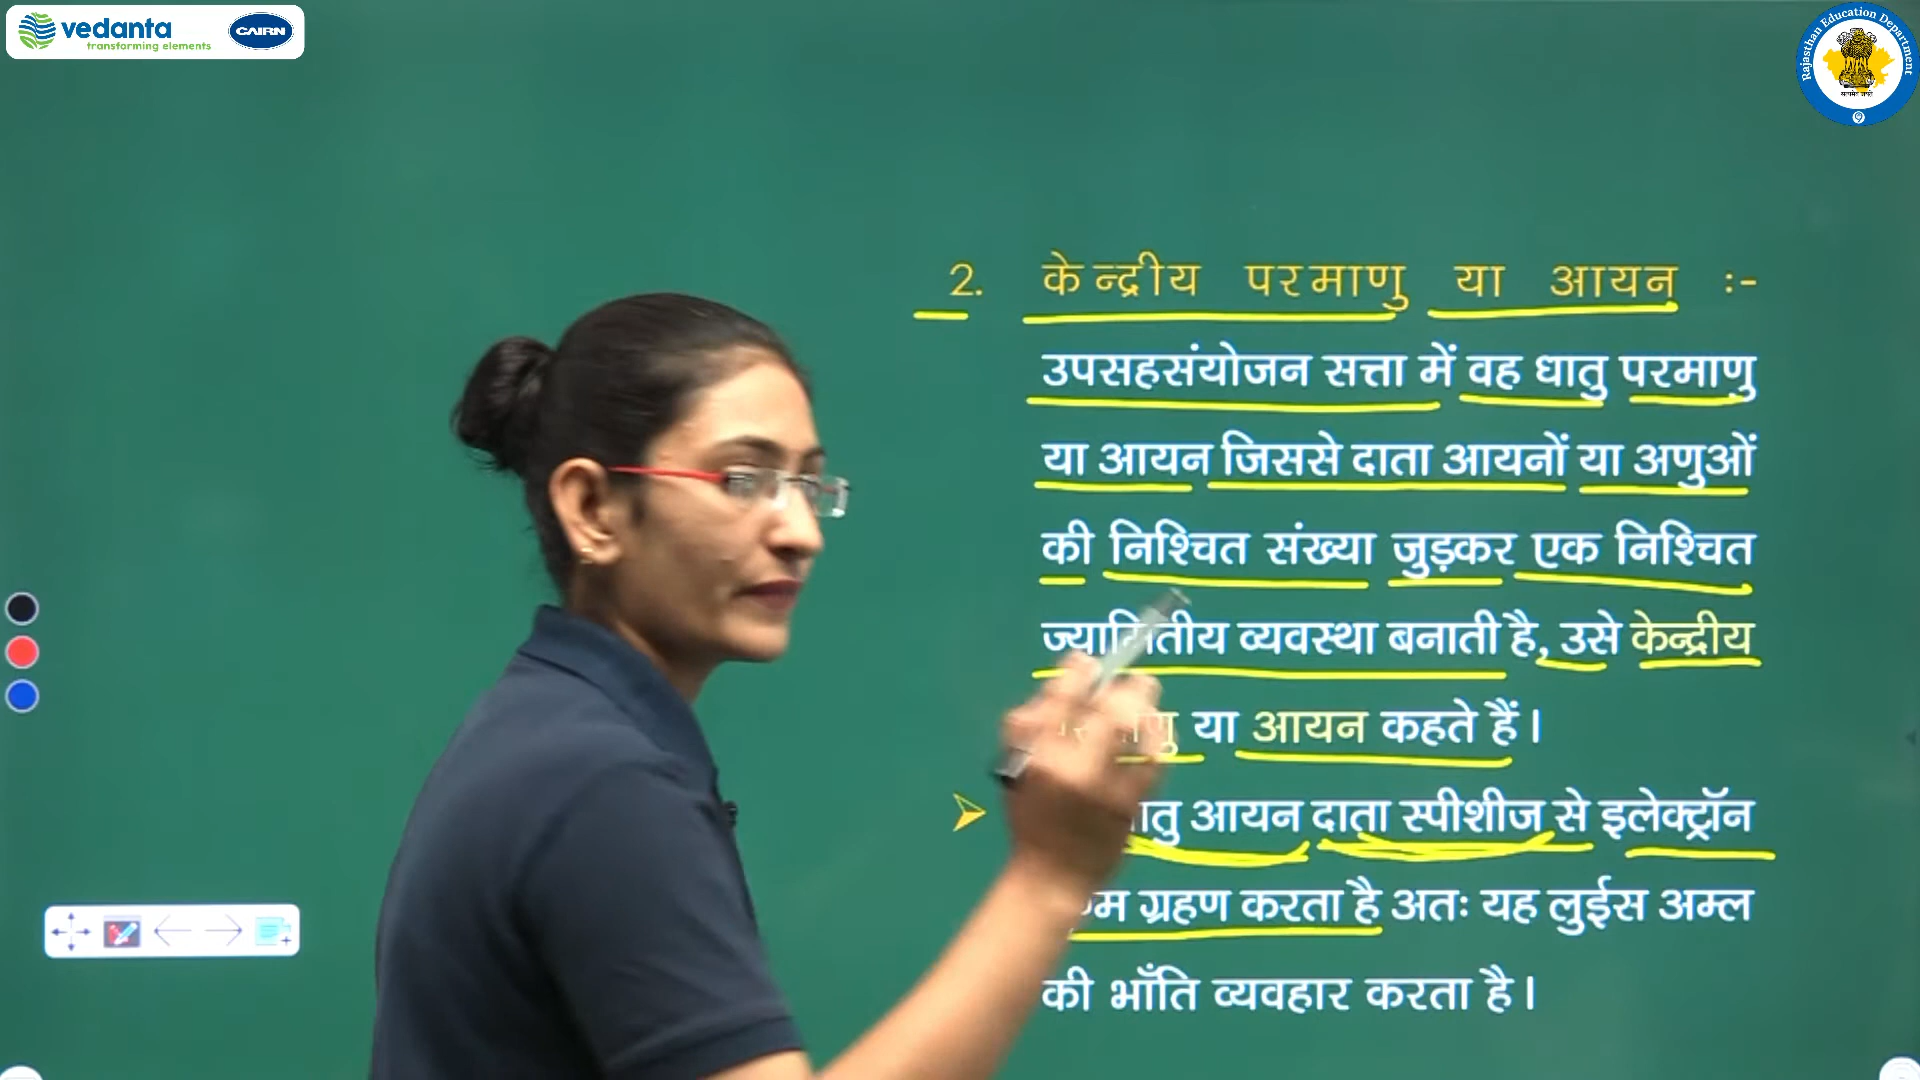 vedanta
transforming elements
CAIRN
Rajasthan Education Department
2. केन्द्रीय परमाणु या आयन :-
उपसहसंयोजन सत्ता में वह धातु परमाणु
या आयन जिससे दाता आयनों या अणुओं
की निश्चित संख्या जुड़कर एक निश्चित
ज्यामितीय व्यवस्था बनाती है, उसे केन्द्रीय
या आयन कहते हैं।
आयन दाता स्पीशीज से इलेक्ट्रॉन
ग्रहण करता है अतः यह लुईस अम्ल
की भाँति व्यवहार करता है।